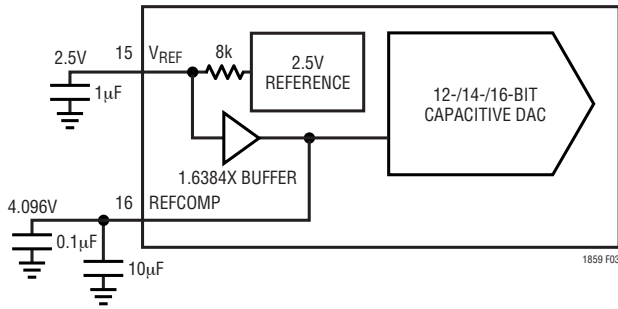 2.5V
15
VREF
8k
2.5V
REFERENCE
12-/14-/16-BIT
CAPACITIVE DAC
1µF
1.6384X BUFFER
4.096V
16
REFCOMP
0.1µF
10µF
1859 F03